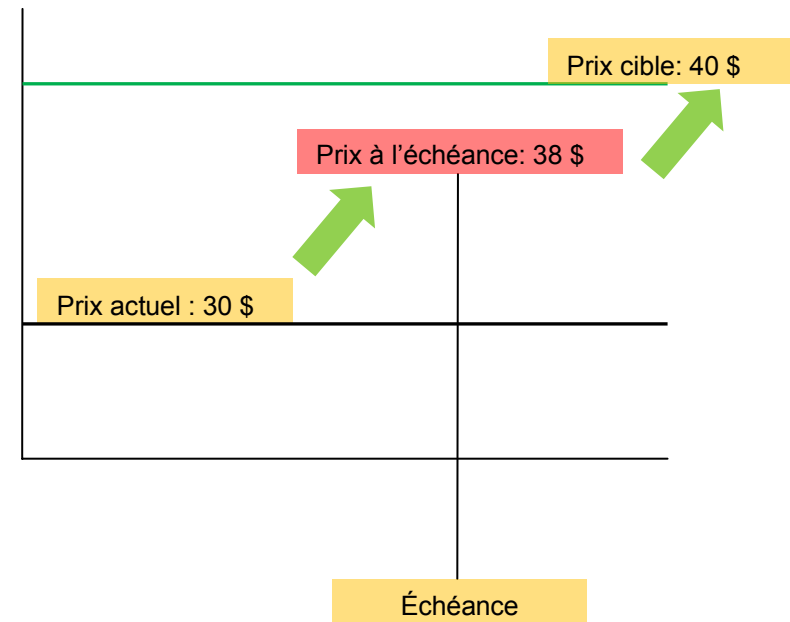 Prix cible: 40 $
Prix à l’échéance: 38 $
Prix actuel : 30 $
Échéance